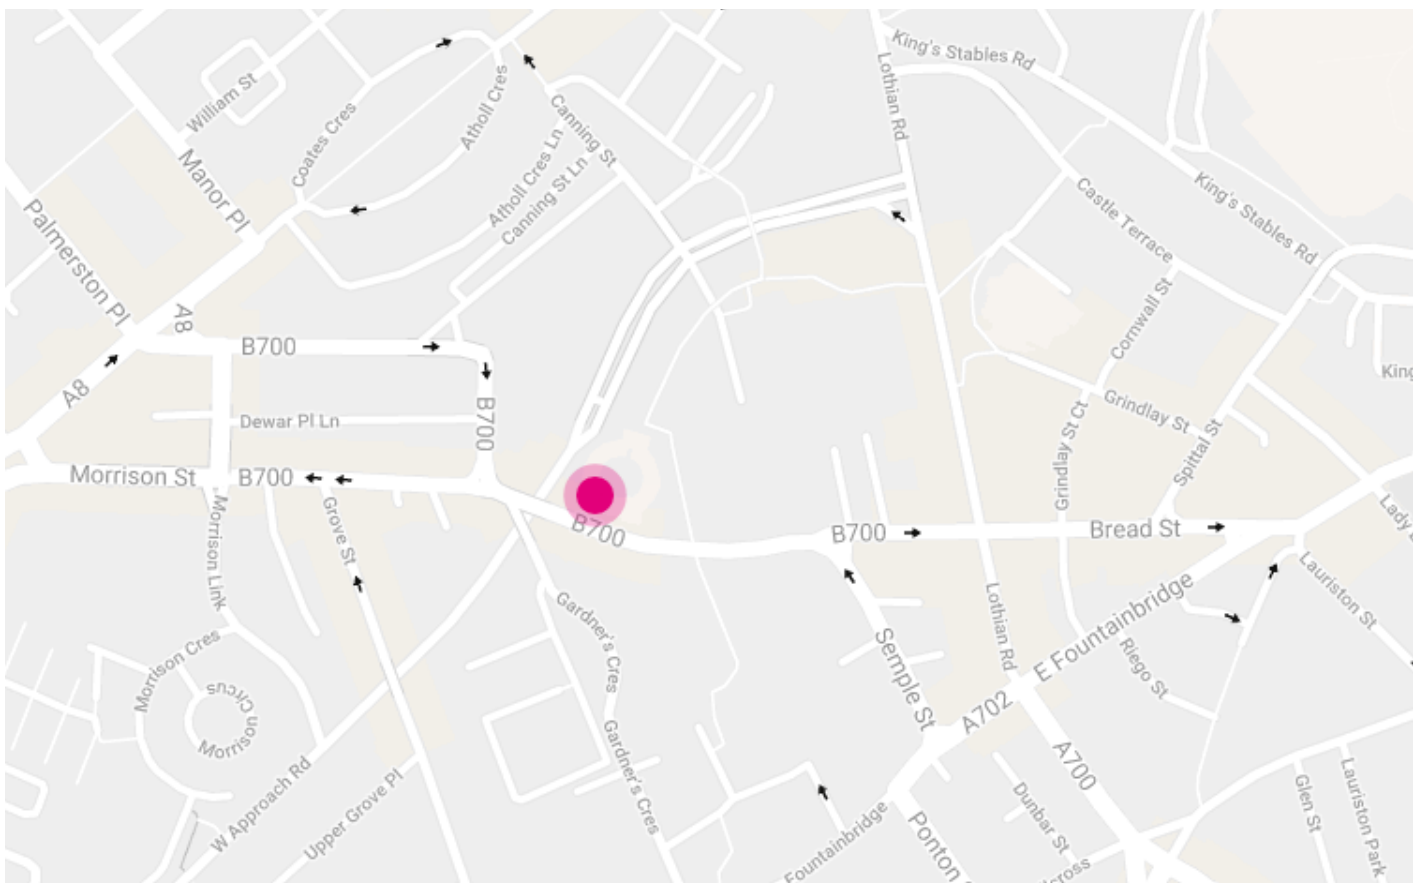 King's Stables Rd
Lothian Rd
William St
Coates Cres
Atholl Cres
Canning St
Atholl Cres Ln
Canning St Ln
Manor Pl
Palmerston Pl
King's Stables Rd
Castle Terrace
Cornwall St
A8
B700
A8
King
Dewar Pl Ln
B700
Grindlay St
Grindlay St Ct
Spittal St
Morrison St
B700
Morrison Link
Grove St
B700
B700
Bread St
Lady
Lauriston St
Gardner's Cres
Lothian Rd
E Fountainbridge
Semple St
Riego St
Morrison Cres
Morrison Circus
A702
Gardner's Cres
A700
W Approach Rd
Upper Grove Pl
Dunbar St
Glen St
Lauriston Park
Fountainbridge
Ponton
lcross